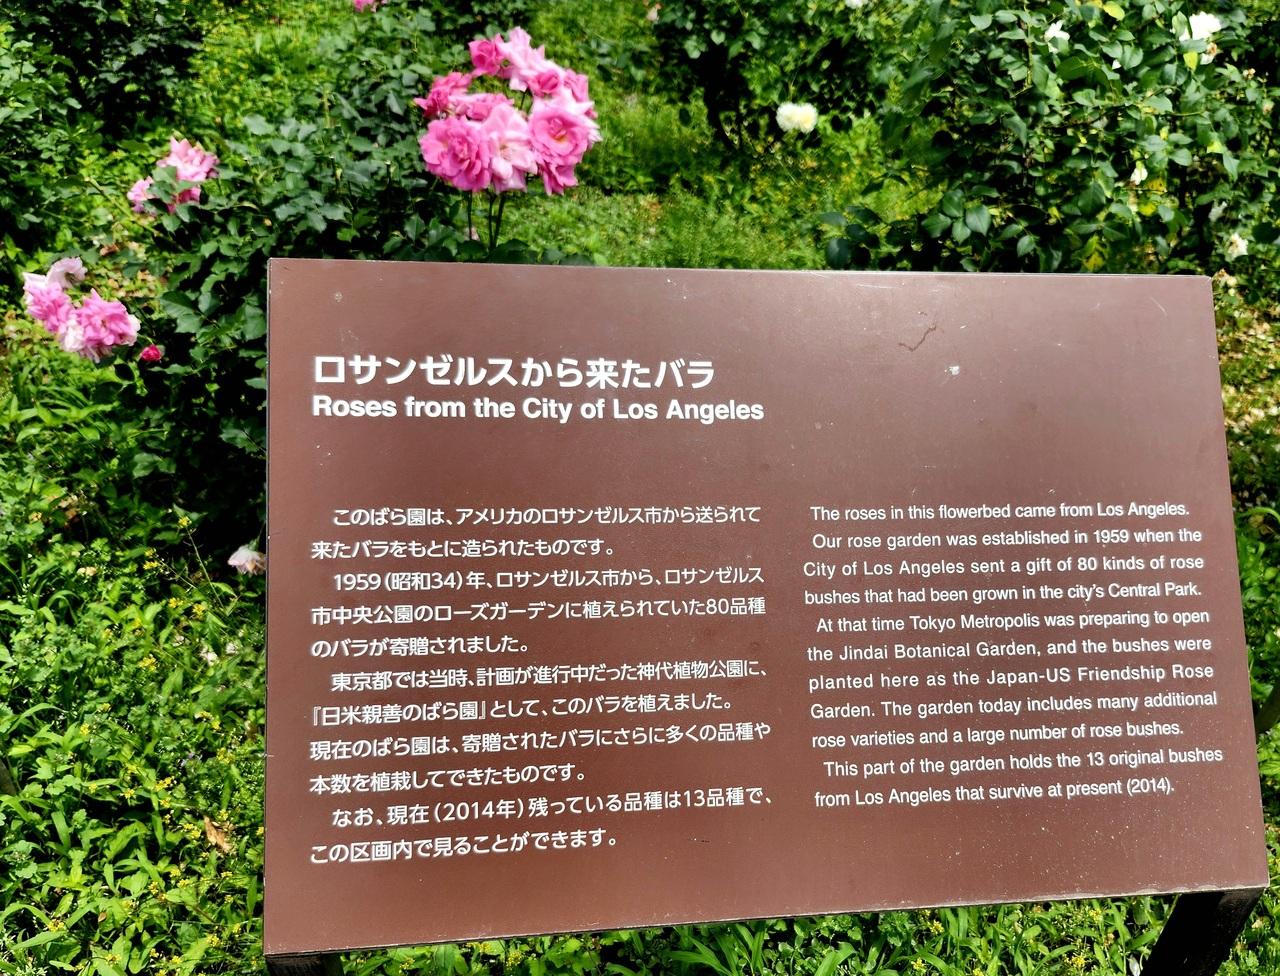 ロサンゼルスから来たバラ
Roses from the City of Los Angeles
このばら園は、アメリカのロサンゼルス市から送られて
来たバラをもとに造られたものです。
1959(昭和34)年、ロサンゼルス市から、ロサンゼルス
市中央公園のローズガーデンに植えられていた80品種
のバラが寄贈されました。
東京都では当時、計画が進行中だった神代植物公園に、
『日米親善のばら園』として、このバラを植えました。
現在のばら園は、寄贈されたバラにさらに多くの品種や
本数を植栽してできたものです。
なお、現在(2014年)残っている品種は13品種で、
この区画内で見ることができます。
The roses in this flowerbed came from Los Angeles.
Our rose garden was established in 1959 when the
City of Los Angeles sent a gift of 80 kinds of rose
bushes that had been grown in the city's Central Park.
At that time Tokyo Metropolis was preparing to open
the Jindai Botanical Garden, and the bushes were
planted here as the Japan-US Friendship Rose
Garden. The garden today includes many additional
rose varieties and a large number of rose bushes.
This part of the garden holds the 13 original bushes
from Los Angeles that survive at present (2014).